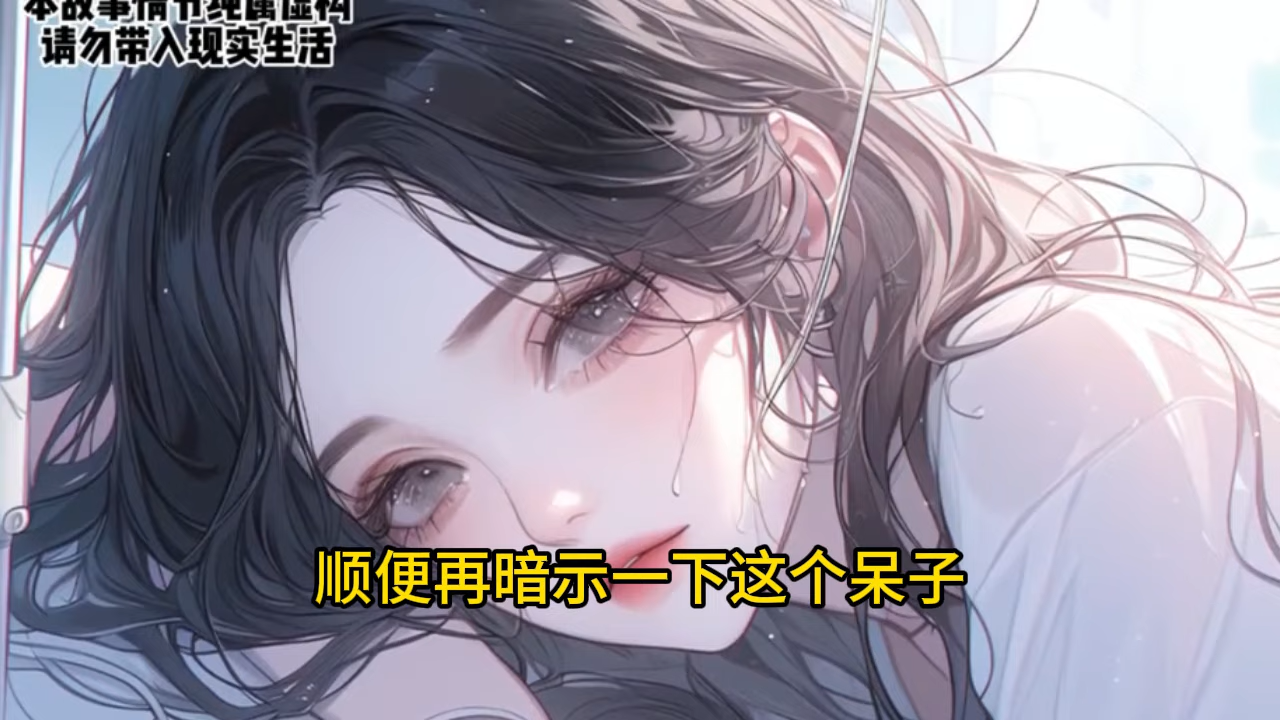 本故事情节纯属虚构
请勿带入现实生活
顺便再暗示一下这个呆子